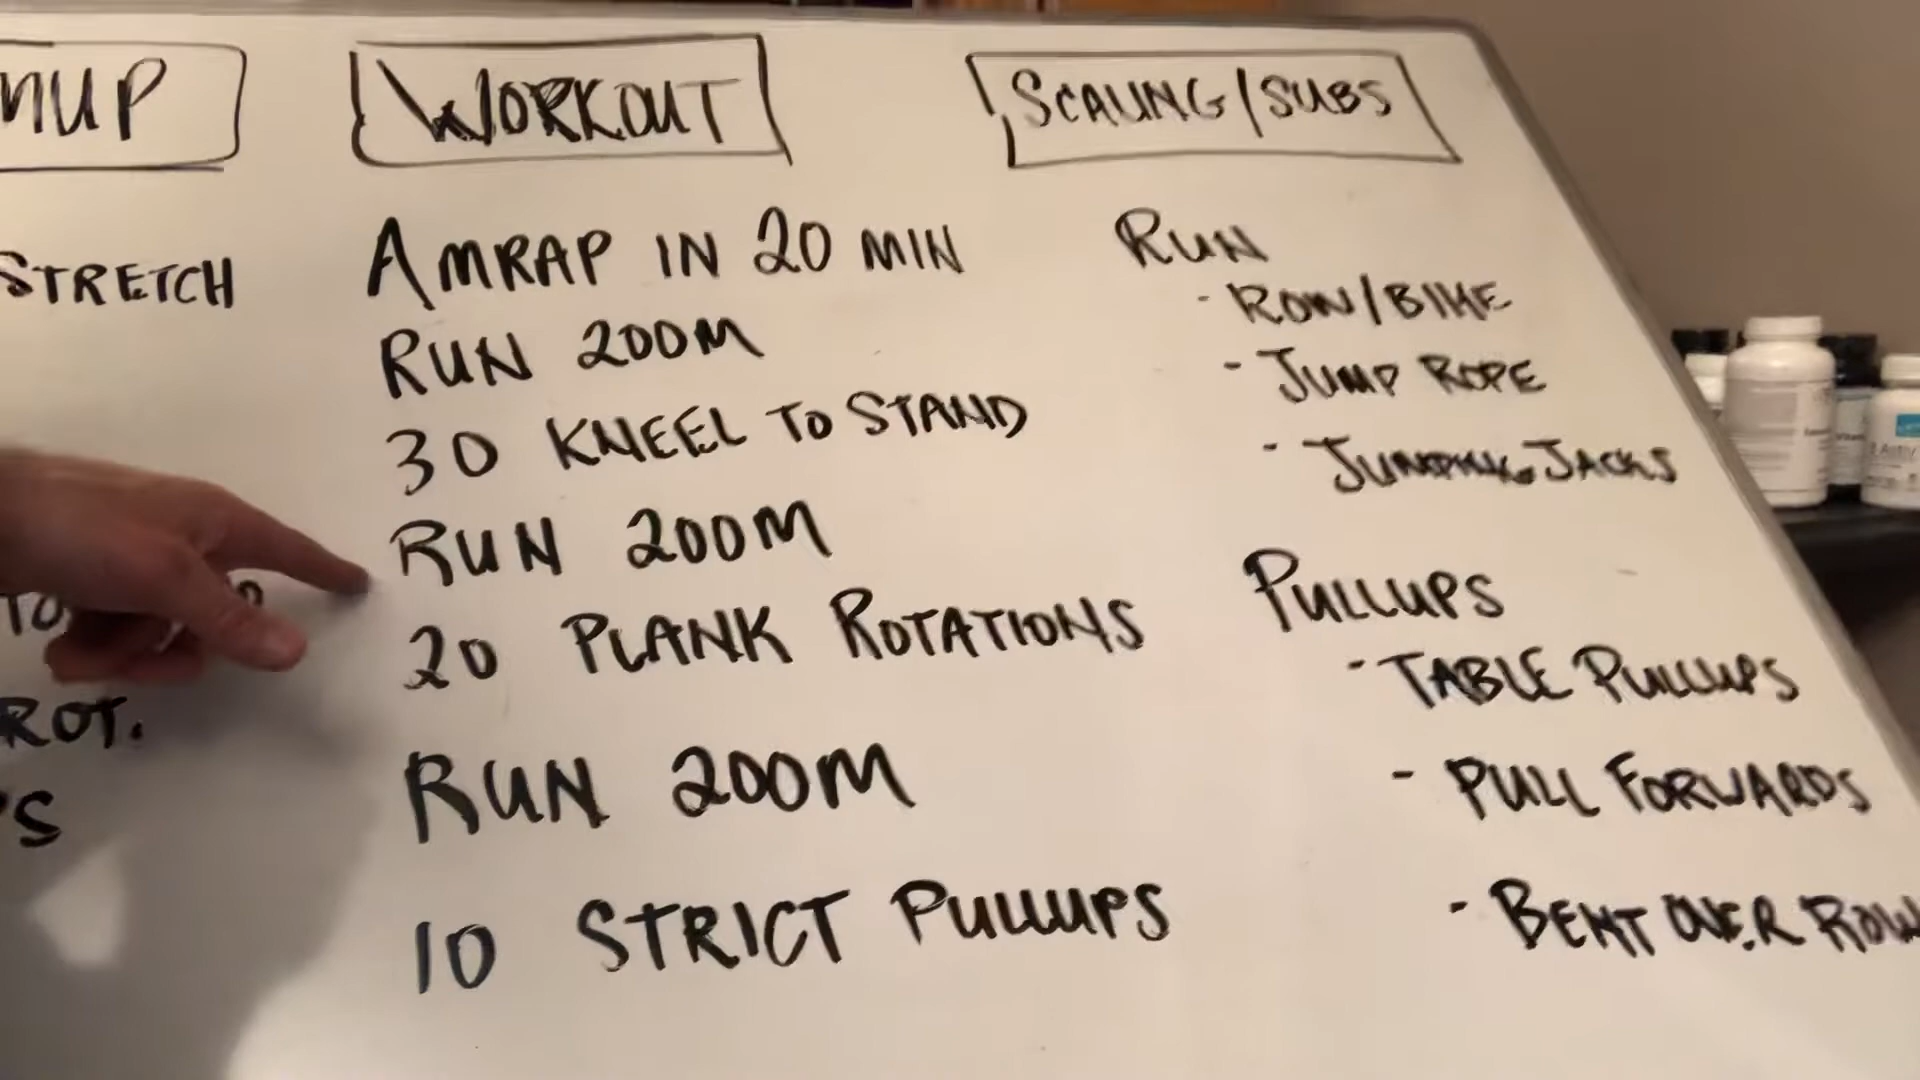 WORKOUT
AMRAP IN 20 MIN
RUN 200M
30 KNEEL TO STAND
RUN 200M
20 PLANK ROTATIONS
RUN 200M
10 STRICT PULLUPS
SCALING/SUBS
RUN
- ROW/BIKE
- JUMP ROPE
- JUMPING JACKS
PULLUPS
- TABLE PULLUPS
- PULL FORWARDS
- BENT OVER ROW
MUP
STRETCH
TO
ROT.
'S